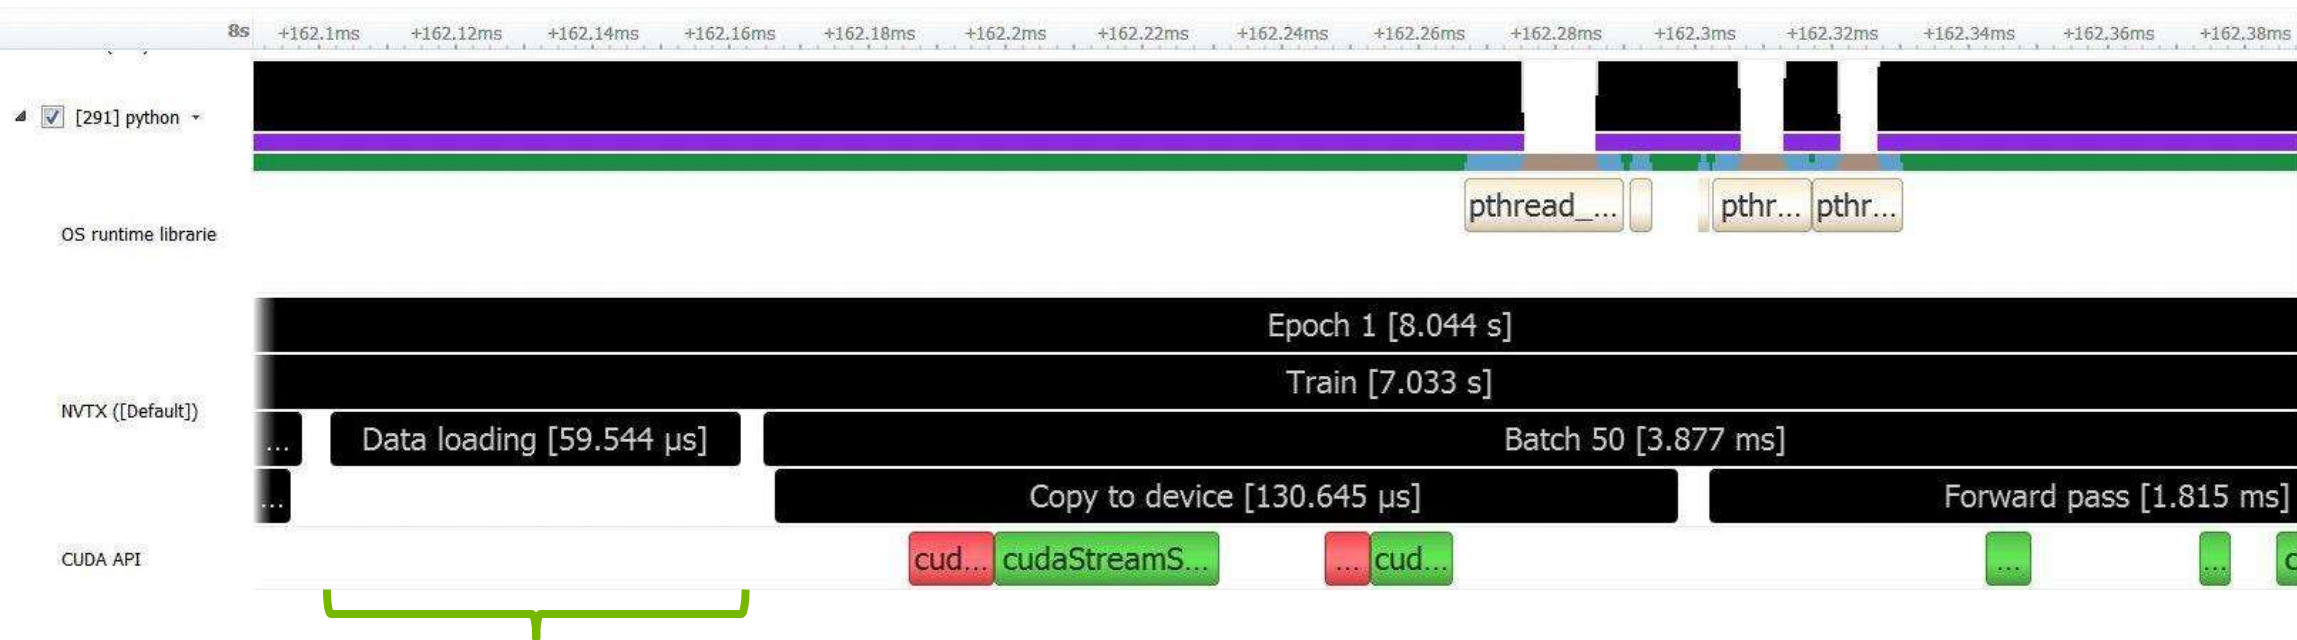 8s +162.1ms +162.12ms +162.14ms +162.16ms +162.18ms +162.2ms +162.22ms +162.24ms +162.26ms +162.28ms +162.3ms +162.32ms +162.34ms +162.36ms +162.38ms
[291] python
pthread_... pthr... pthr...
OS runtime librarie
Epoch 1 [8.044 s]
Train [7.033 s]
NVTX ([Default])
... Data loading [59.544 µs] Batch 50 [3.877 ms]
... Copy to device [130.645 µs] Forward pass [1.815 ms]
CUDA API cud... cudaStreamS... ... cud... ... ... c